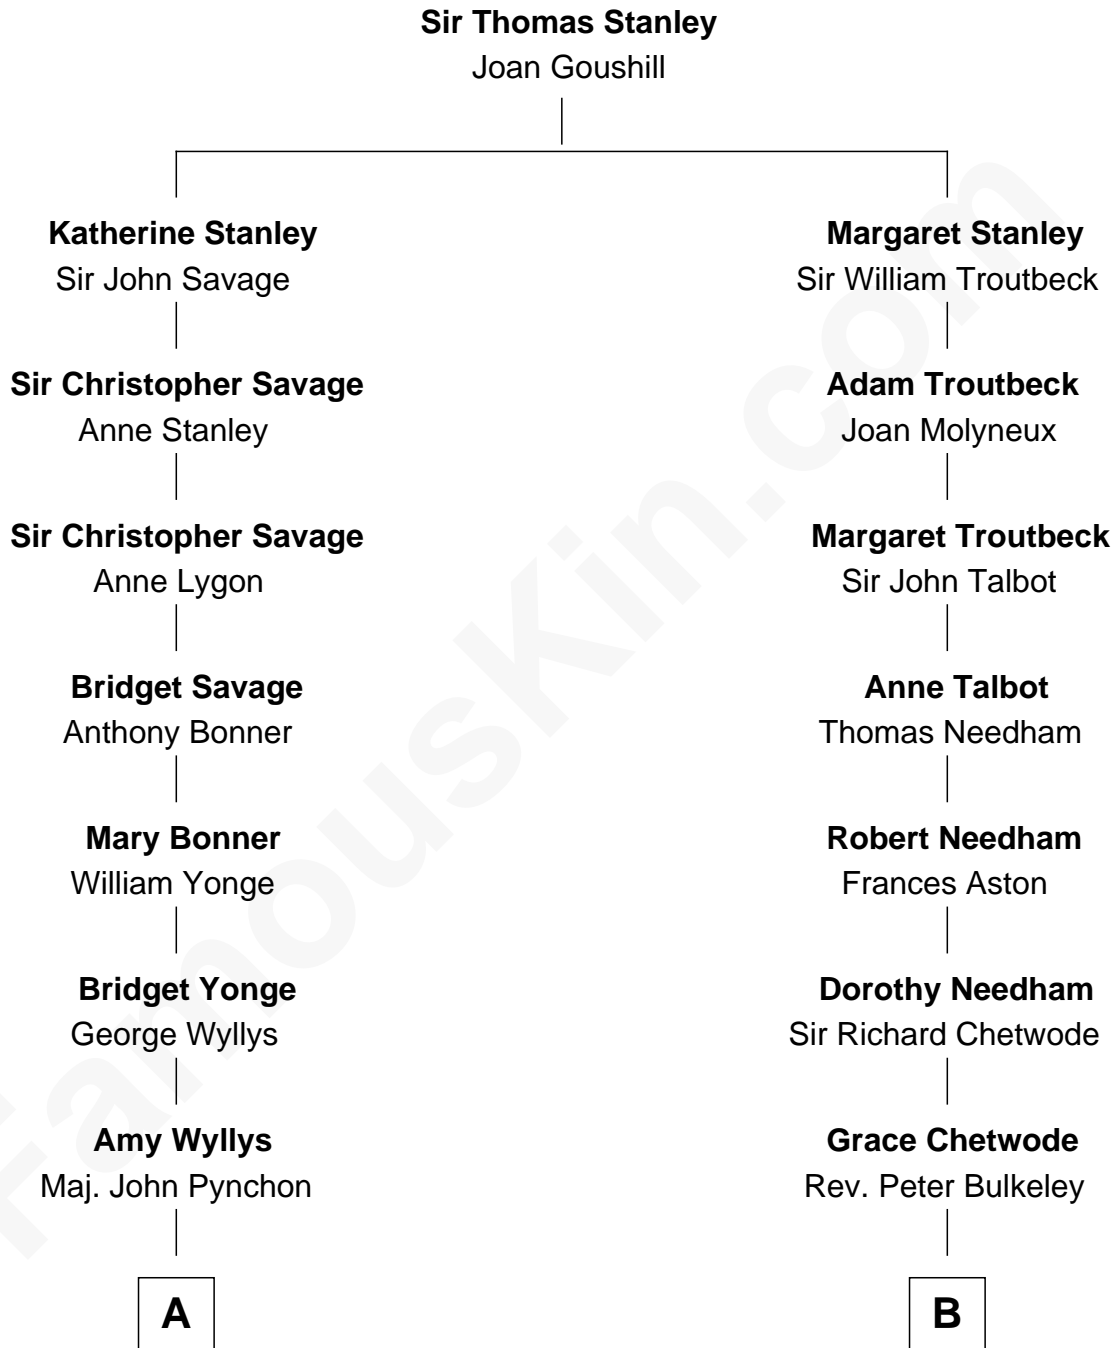 Sir Thomas Stanley
Joan Goushill
Katherine Stanley
Sir John Savage
Margaret Stanley
Sir William Troutbeck
Sir Christopher Savage
Anne Stanley
Adam Troutbeck
Joan Molyneux
Sir Christopher Savage
Anne Lygon
Margaret Troutbeck
Sir John Talbot
Bridget Savage
Anthony Bonner
Anne Talbot
Thomas Needham
Mary Bonner
William Yonge
Robert Needham
Frances Aston
Bridget Yonge
George Wyllys
Dorothy Needham
Sir Richard Chetwode
Amy Wyllys
Maj. John Pynchon
Grace Chetwode
Rev. Peter Bulkeley
A
B
FamousKin.com